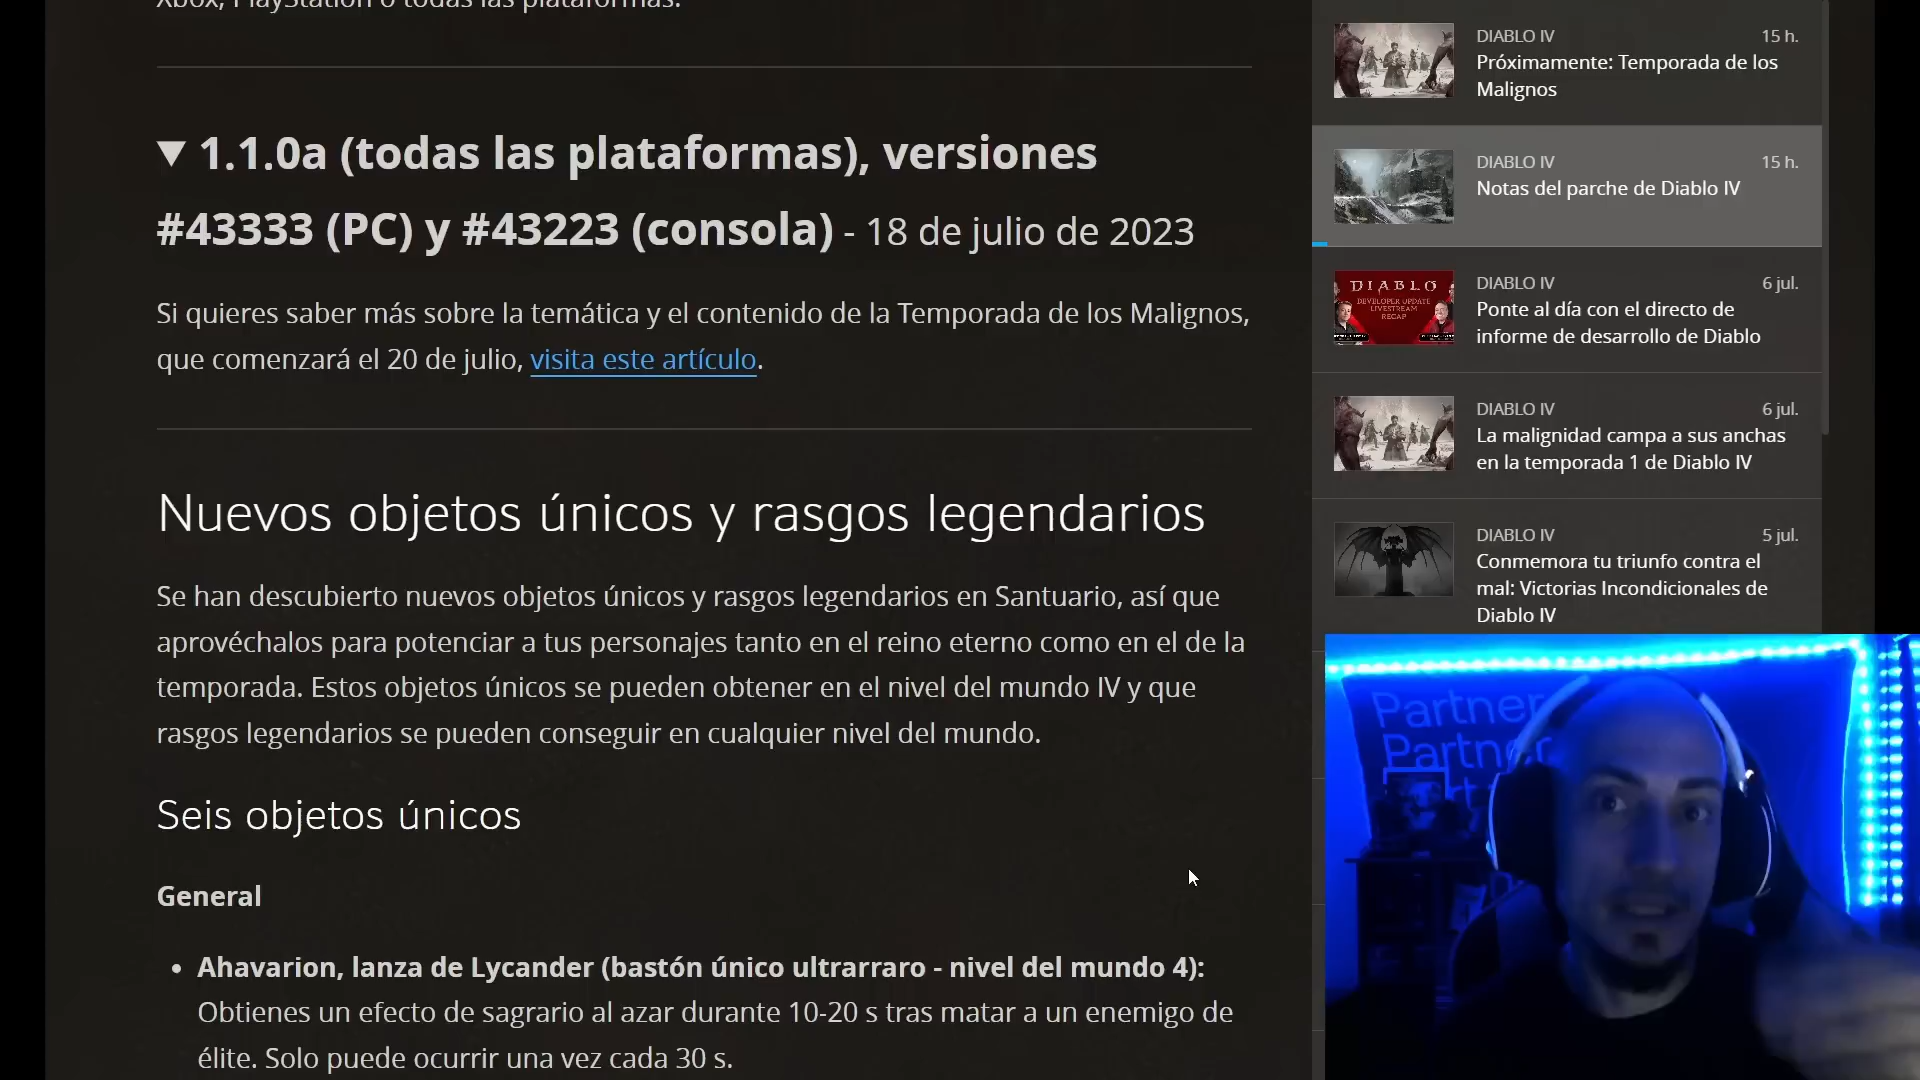 Xbox, PlayStation o todas las plataformas.
▼ 1.1.0a (todas las plataformas), versiones
#43333 (PC) y #43223 (consola) - 18 de julio de 2023
Si quieres saber más sobre la temática y el contenido de la Temporada de los Malignos,
que comenzará el 20 de julio, visita este artículo.
Nuevos objetos únicos y rasgos legendarios
Se han descubierto nuevos objetos únicos y rasgos legendarios en Santuario, así que
aprovéchalos para potenciar a tus personajes tanto en el reino eterno como en el de la
temporada. Estos objetos únicos se pueden obtener en el nivel del mundo IV y que
rasgos legendarios se pueden conseguir en cualquier nivel del mundo.
Seis objetos únicos
General
• Ahavarion, lanza de Lycander (bastón único ultrarraro - nivel del mundo 4):
Obtienes un efecto de sagrario al azar durante 10-20 s tras matar a un enemigo de
élite. Solo puede ocurrir una vez cada 30 s.
DIABLO IV 15 h.
Próximamente: Temporada de los
Malignos
DIABLO IV 15 h.
Notas del parche de Diablo IV
DIABLO
DEVELOPER UPDATE
LIVESTREAM
RECAP
DIABLO IV 6 jul.
Ponte al día con el directo de
informe de desarrollo de Diablo
DIABLO IV 6 jul.
La malignidad campa a sus anchas
en la temporada 1 de Diablo IV
DIABLO IV 5 jul.
Conmemora tu triunfo contra el
mal: Victorias Incondicionales de
Diablo IV
Partner
Partner